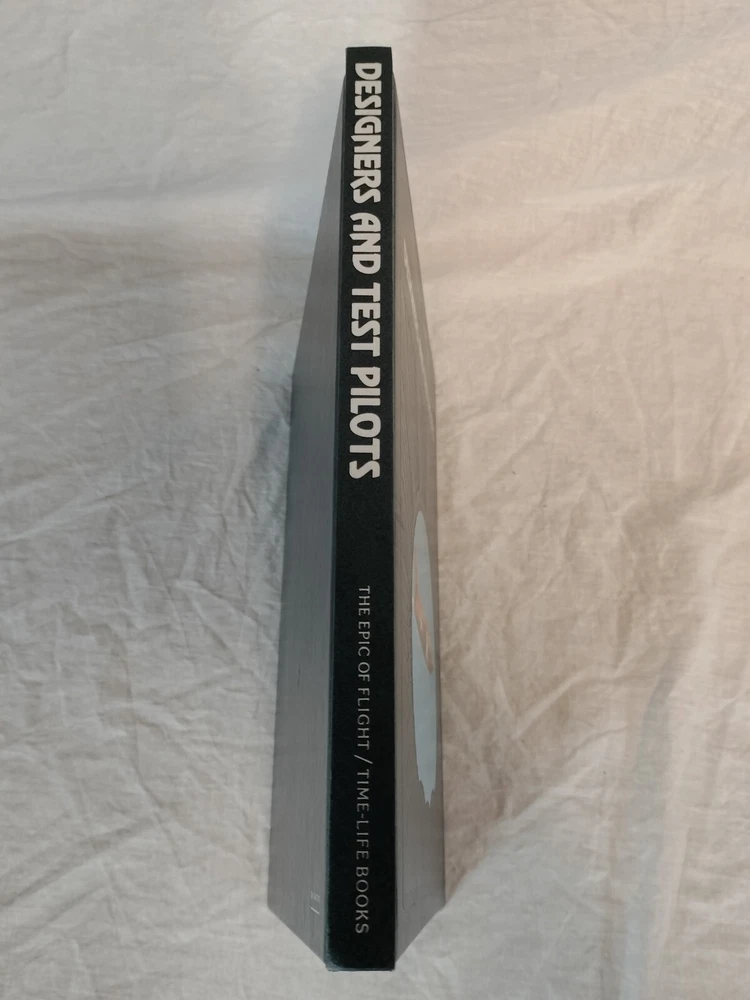 DESIGNERS AND TEST PILOTS
THE EPIC OF FLIGHT / TIME-LIFE BOOKS